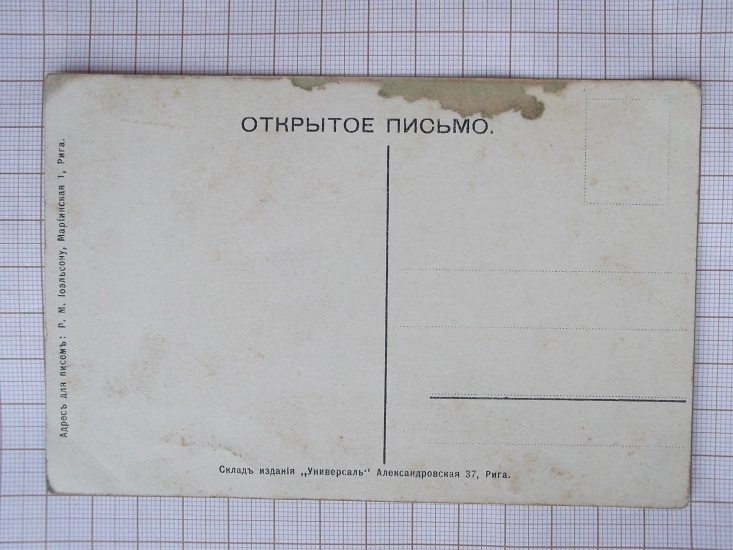 ОТКРЫТОЕ ПИСЬМО.
Адресъ для писемъ: Р. М. Іоэльсону, Маріинская 1, Рига.
Складъ изданія „Универсаль“ Александровская 37, Рига.